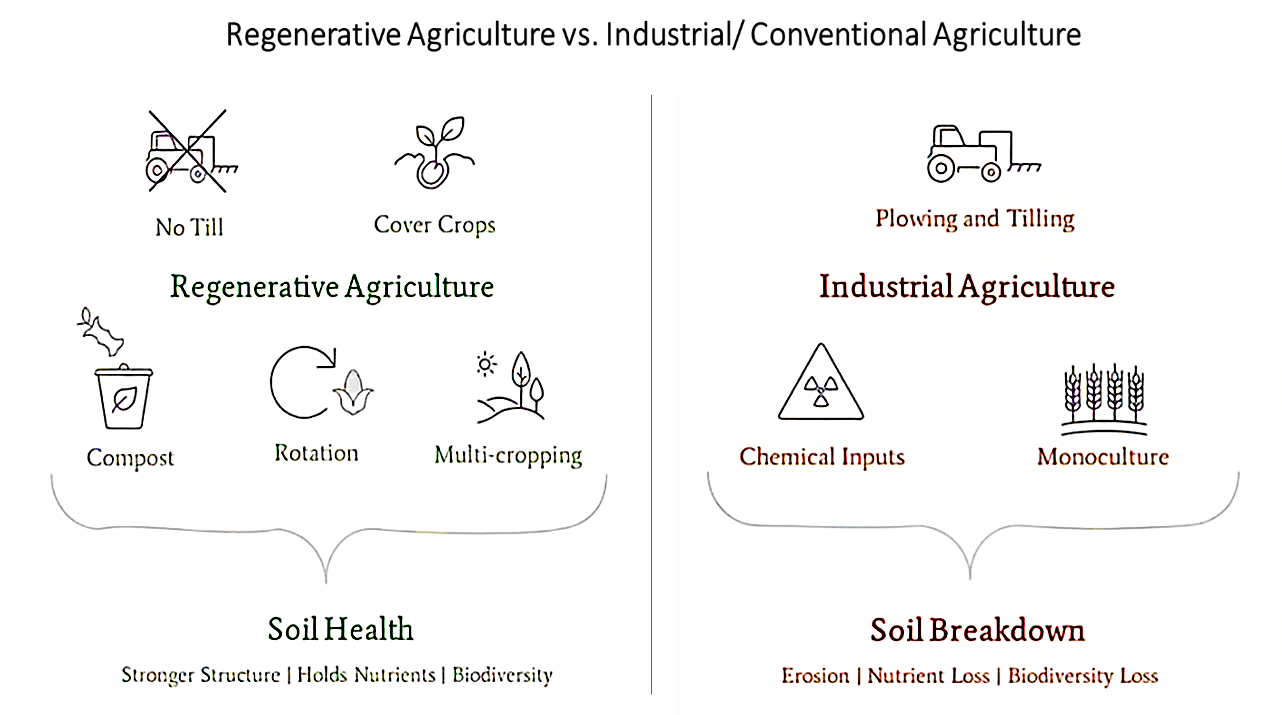 Regenerative Agriculture vs. Industrial/ Conventional Agriculture
No Till
Cover Crops
Regenerative Agriculture
Compost
Rotation
Multi-cropping
Soil Health
Stronger Structure | Holds Nutrients | Biodiversity
Plowing and Tilling
Industrial Agriculture
Chemical Inputs
Monoculture
Soil Breakdown
Erosion | Nutrient Loss | Biodiversity Loss